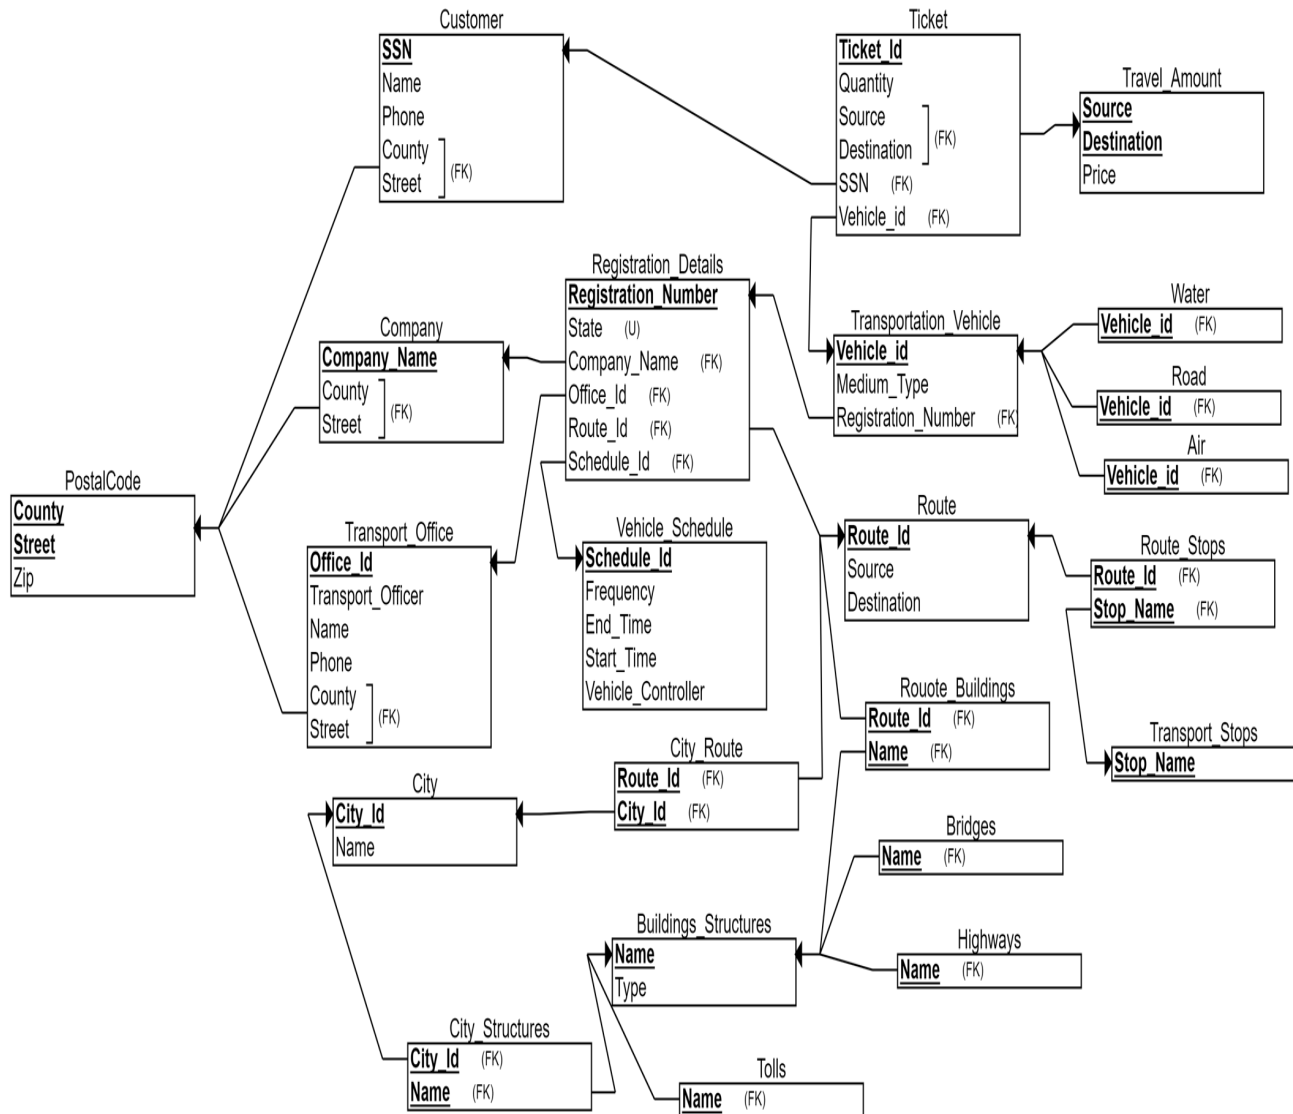 Customer
SSN
Name
Phone
County
Street
(FK)
Ticket
Ticket_Id
Quantity
Source
Destination
(FK)
SSN (FK)
Vehicle_id (FK)
Travel_Amount
Source
Destination
Price
Registration_Details
Registration_Number
State (U)
Company_Name (FK)
Office_Id (FK)
Route_Id (FK)
Schedule_Id (FK)
Company
Company_Name
County
Street
(FK)
Transportation_Vehicle
Vehicle_id
Medium_Type
Registration_Number (FK)
Water
Vehicle_id (FK)
Road
Vehicle_id (FK)
Air
Vehicle_id (FK)
PostalCode
County
Street
Zip
Transport_Office
Office_Id
Transport_Officer
Name
Phone
County
Street
(FK)
Vehicle_Schedule
Schedule_Id
Frequency
End_Time
Start_Time
Vehicle_Controller
Route
Route_Id
Source
Destination
Route_Stops
Route_Id (FK)
Stop_Name (FK)
Rouote_Buildings
Route_Id (FK)
Name (FK)
Transport_Stops
Stop_Name
City_Route
Route_Id (FK)
City_Id (FK)
City
City_Id
Name
Bridges
Name (FK)
Buildings_Structures
Name
Type
Highways
Name (FK)
City_Structures
City_Id (FK)
Name (FK)
Tolls
Name (FK)